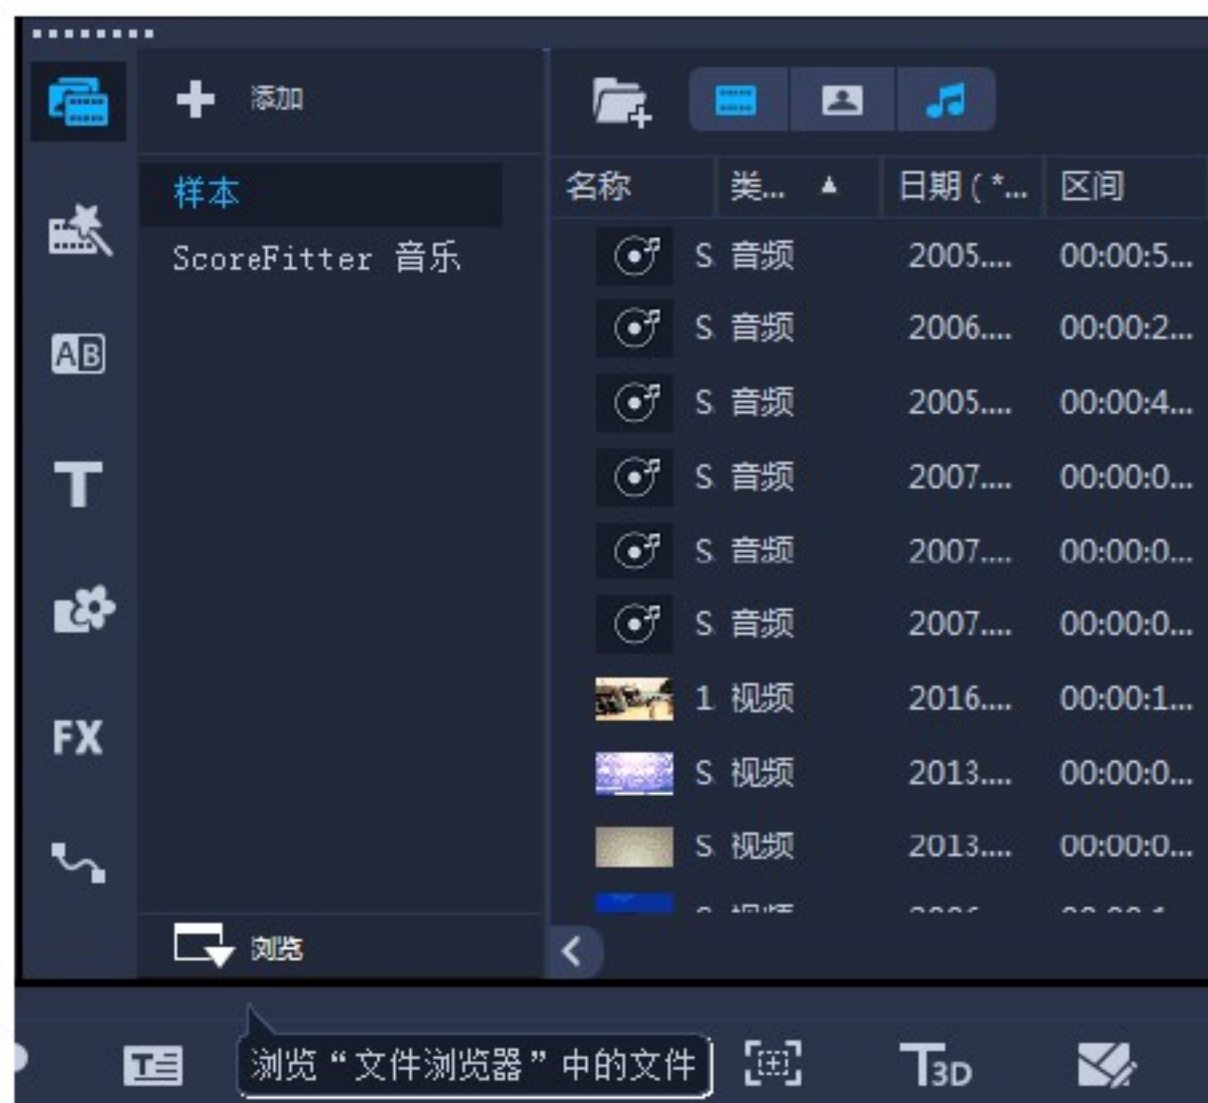 添加
样本
ScoreFitter 音乐
名称 类... 日期 (*... 区间
S 音频 2005.... 00:00:5...
S 音频 2006.... 00:00:2...
S 音频 2005.... 00:00:4...
S 音频 2007.... 00:00:0...
S 音频 2007.... 00:00:0...
S 音频 2007.... 00:00:0...
1 视频 2016.... 00:00:1...
S 视频 2013.... 00:00:0...
S 视频 2013.... 00:00:0...
AB
T
FX
浏览
T
浏览“文件浏览器”中的文件
T3D